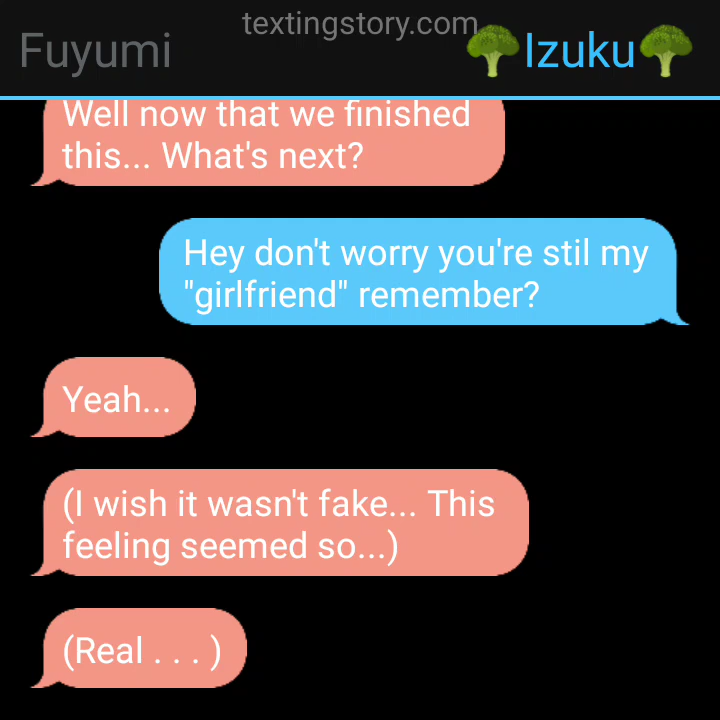 textingstory.com
Fuyumi
Izuku
Well now that we finished
this... What's next?
Hey don't worry you're stil my
"girlfriend" remember?
Yeah...
(I wish it wasn't fake... This
feeling seemed so...)
(Real . . . )